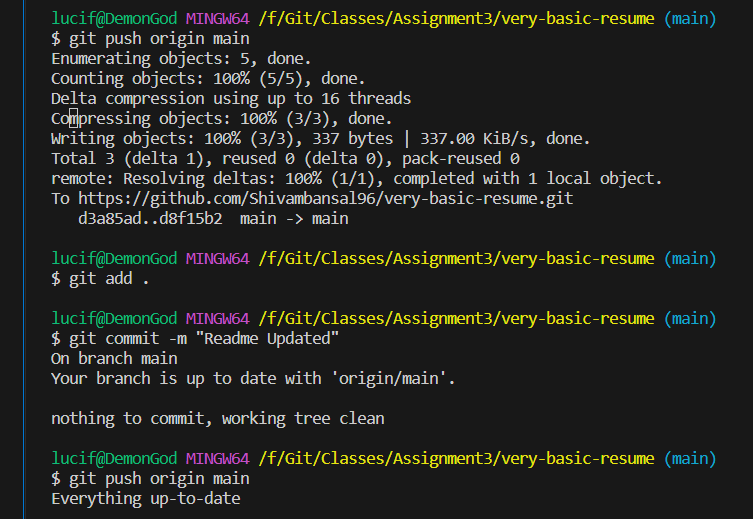 lucif@DemonGod MINGW64 /f/Git/Classes/Assignment3/very-basic-resume (main)
$ git push origin main
Enumerating objects: 5, done.
Counting objects: 100% (5/5), done.
Delta compression using up to 16 threads
Compressing objects: 100% (3/3), done.
Writing objects: 100% (3/3), 337 bytes | 337.00 KiB/s, done.
Total 3 (delta 1), reused 0 (delta 0), pack-reused 0
remote: Resolving deltas: 100% (1/1), completed with 1 local object.
To https://github.com/Shivambansal96/very-basic-resume.git
   d3a85ad..d8f15b2  main -> main

lucif@DemonGod MINGW64 /f/Git/Classes/Assignment3/very-basic-resume (main)
$ git add .

lucif@DemonGod MINGW64 /f/Git/Classes/Assignment3/very-basic-resume (main)
$ git commit -m "Readme Updated"
On branch main
Your branch is up to date with 'origin/main'.

nothing to commit, working tree clean

lucif@DemonGod MINGW64 /f/Git/Classes/Assignment3/very-basic-resume (main)
$ git push origin main
Everything up-to-date